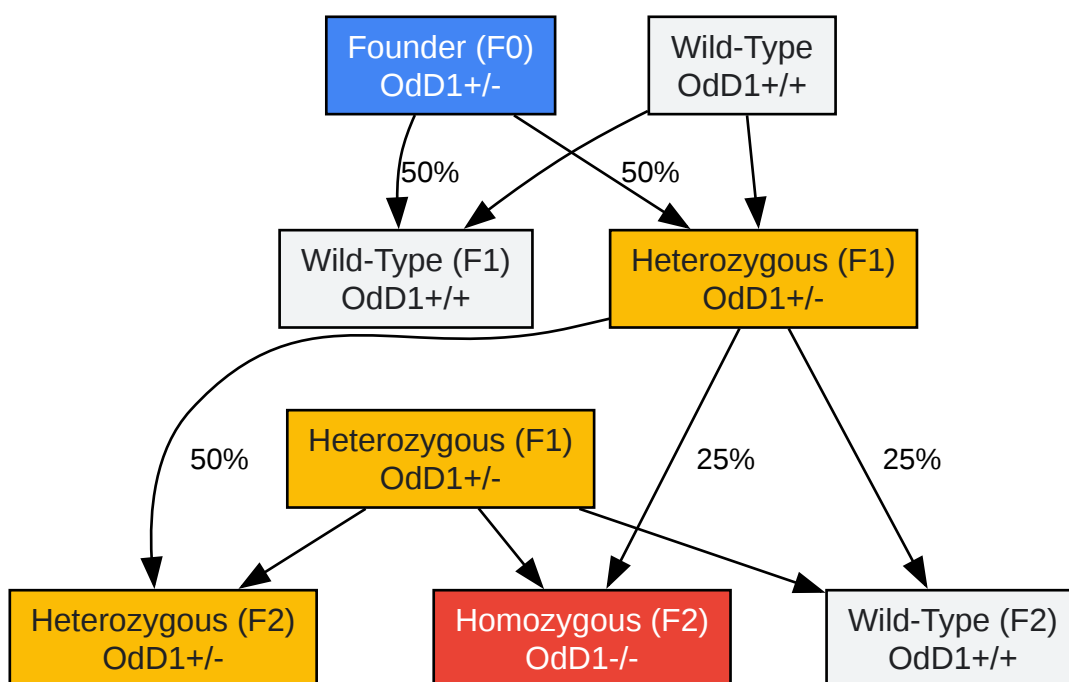 Founder (F0)
OdD1+/-
Wild-Type
OdD1+/+
50%
50%
Wild-Type (F1)
OdD1+/+
Heterozygous (F1)
OdD1+/-
Heterozygous (F1)
OdD1+/-
50%
25%
25%
Heterozygous (F2)
OdD1+/-
Homozygous (F2)
OdD1-/-
Wild-Type (F2)
OdD1+/+